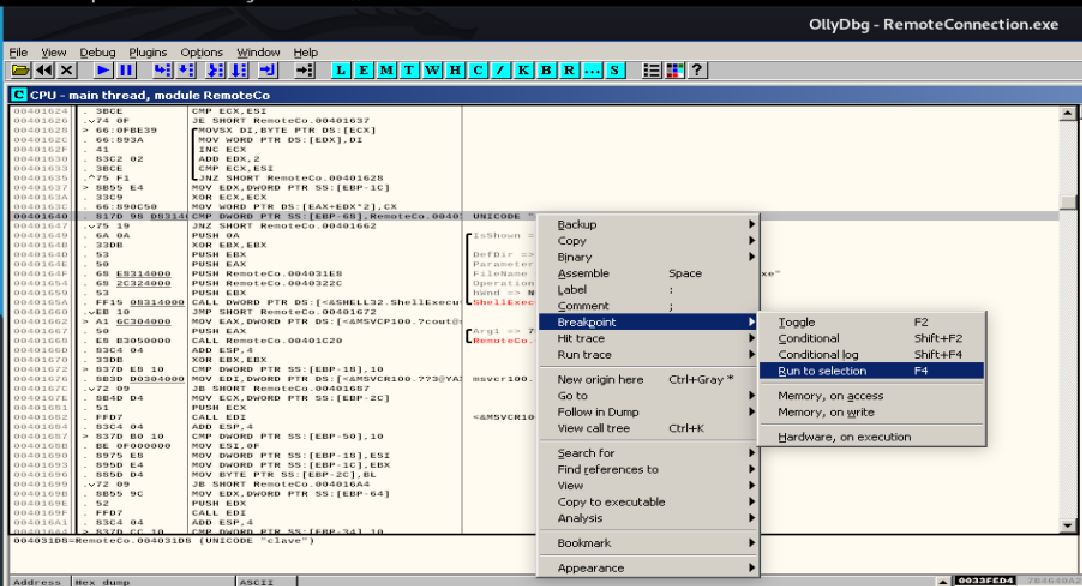 OllyDbg - RemoteConnection.exe
File View Debug Plugins Options Window Help
L E M T W H C / K B R ... S ?
C CPU - main thread, module RemoteCo
00401624 . 3BCE CMP ECX,ESI
00401626 .v74 0F JE SHORT RemoteCo.00401637
00401628 > 66:0FBE39 MOVSX DI,BYTE PTR DS:[ECX]
0040162C . 66:893A MOV WORD PTR DS:[EDX],DI
0040162F . 41 INC ECX
00401630 . 83C2 02 ADD EDX,2
00401633 . 3BCE CMP ECX,ESI
00401635 .^75 F1 JNZ SHORT RemoteCo.00401628
00401637 > 8B55 E4 MOV EDX,DWORD PTR SS:[EBP-1C]
0040163A . 33C9 XOR ECX,ECX
0040163C . 66:890C50 MOV WORD PTR DS:[EAX+EDX*2],CX
00401640 . 817D 98 D8314 CMP DWORD PTR SS:[EBP-68],RemoteCo.0040 UNICODE "
00401647 .v75 19 JNZ SHORT RemoteCo.00401662
00401649 . 6A 0A PUSH 0A IsShown =
0040164B . 33DB XOR EBX,EBX
0040164D . 53 PUSH EBX DefDir =>
0040164E . 50 PUSH EAX Parameter
0040164F . 68 E8314000 PUSH RemoteCo.004031E8 FileName xe"
00401654 . 68 2C324000 PUSH RemoteCo.0040322C Operation
00401659 . 53 PUSH EBX hWnd => N
0040165A . FF15 08314000 CALL DWORD PTR DS:[<&SHELL32.ShellExecu ShellExec
00401660 .vEB 10 JMP SHORT RemoteCo.00401672
00401662 > A1 6C304000 MOV EAX,DWORD PTR DS:[<&MSVCP100.?cout@
00401667 . 50 PUSH EAX Arg1 => 7
00401668 . E8 B3050000 CALL RemoteCo.00401C20 RemoteCo.
0040166D . 83C4 04 ADD ESP,4
00401670 . 33DB XOR EBX,EBX
00401672 > 837D E8 10 CMP DWORD PTR SS:[EBP-18],10
00401676 . 8B3D D0304000 MOV EDI,DWORD PTR DS:[<&MSVCR100.??3@YA msvcr100.
0040167C .v72 09 JB SHORT RemoteCo.00401687
0040167E . 8B4D D4 MOV ECX,DWORD PTR SS:[EBP-2C]
00401681 . 51 PUSH ECX
00401682 . FFD7 CALL EDI <&MSVCR10
00401684 . 83C4 04 ADD ESP,4
00401687 > 837D B0 10 CMP DWORD PTR SS:[EBP-50],10
0040168B . BE 0F000000 MOV ESI,0F
00401690 . 8975 E8 MOV DWORD PTR SS:[EBP-18],ESI
00401693 . 895D E4 MOV DWORD PTR SS:[EBP-1C],EBX
00401696 . 885D D4 MOV BYTE PTR SS:[EBP-2C],BL
00401699 .v72 09 JB SHORT RemoteCo.004016A4
0040169B . 8B55 9C MOV EDX,DWORD PTR SS:[EBP-64]
0040169E . 52 PUSH EDX
0040169F . FFD7 CALL EDI
004016A1 . 83C4 04 ADD ESP,4
004016A4 > 837D CC 10 CMP DWORD PTR SS:[EBP-34],10
004031D8=RemoteCo.004031D8 (UNICODE "clave")
Address Hex dump ASCII 0033FED4
Backup
Copy
Binary
Assemble Space
Label :
Comment ;
Breakpoint
Hit trace
Run trace
New origin here Ctrl+Gray *
Go to
Follow in Dump
View call tree Ctrl+K
Search for
Find references to
View
Copy to executable
Analysis
Bookmark
Appearance
Toggle F2
Conditional Shift+F2
Conditional log Shift+F4
Run to selection F4
Memory, on access
Memory, on write
Hardware, on execution